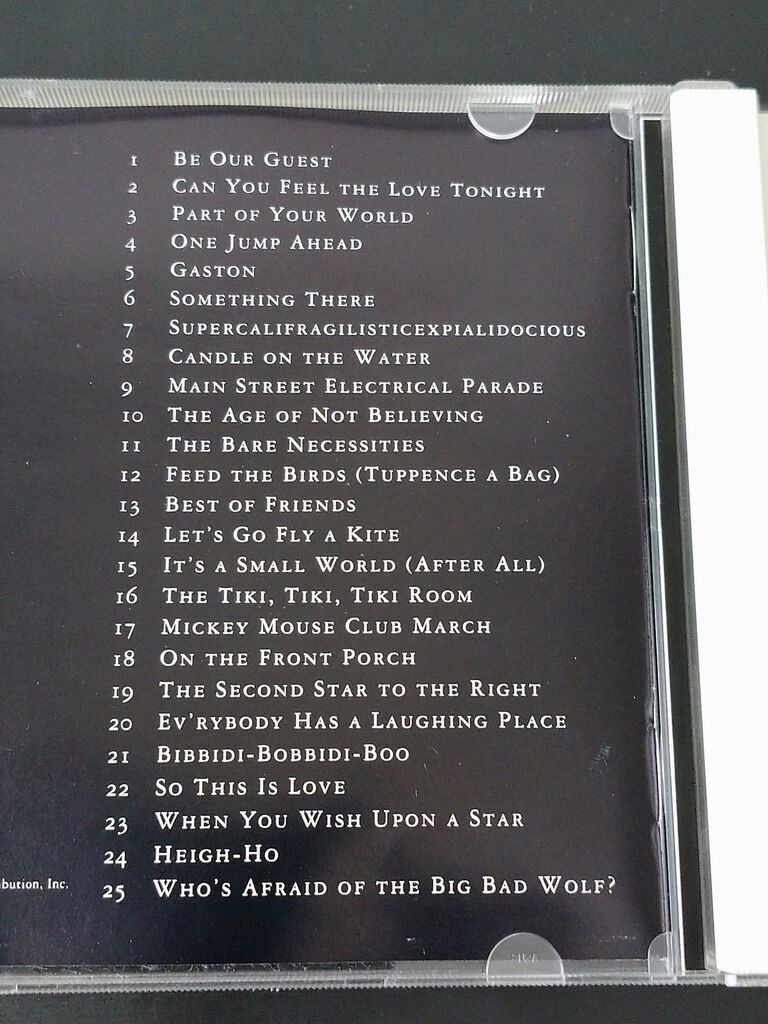 1 Be Our Guest
2 Can You Feel the Love Tonight
3 Part of Your World
4 One Jump Ahead
5 Gaston
6 Something There
7 Supercalifragilisticexpialidocious
8 Candle on the Water
9 Main Street Electrical Parade
10 The Age of Not Believing
11 The Bare Necessities
12 Feed the Birds (Tuppence a Bag)
13 Best of Friends
14 Let's Go Fly a Kite
15 It's a Small World (After All)
16 The Tiki, Tiki, Tiki Room
17 Mickey Mouse Club March
18 On the Front Porch
19 The Second Star to the Right
20 Ev'rybody Has a Laughing Place
21 Bibbidi-Bobbidi-Boo
22 So This Is Love
23 When You Wish Upon a Star
24 Heigh-Ho
bution, Inc.
25 Who's Afraid of the Big Bad Wolf?